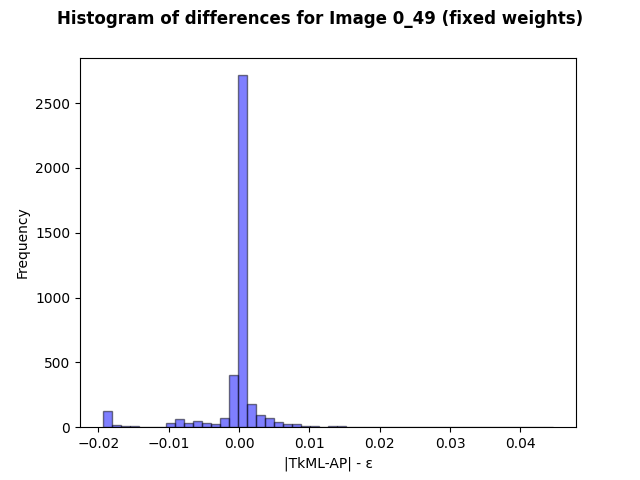 Histogram of differences for Image 0_49 (fixed weights)
Frequency
2500
2000
1500
1000
500
0
−0.02 −0.01 0.00 0.01 0.02 0.03 0.04
|TkML-AP| - ε